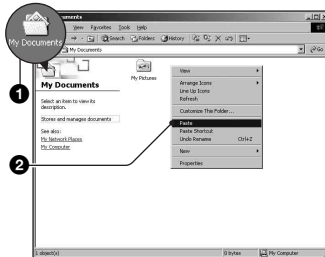 My Documents
View Favorites Tools Help
Search Folders History
My Documents
Go
My Documents
Select an item to view its description.
Stores and manages documents
See also:
My Network Places
My Computer
My Pictures
View
Arrange Icons
Line Up Icons
Refresh
Customize This Folder...
Paste
Paste Shortcut
Undo Rename Ctrl+Z
New
Properties
1
2
1 object(s)
0 bytes
My Computer